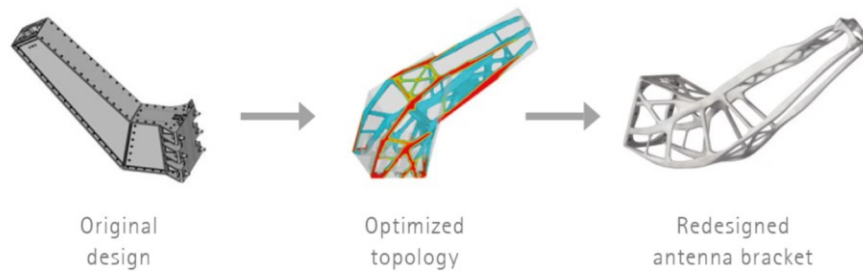 Original
design
Optimized
topology
Redesigned
antenna bracket